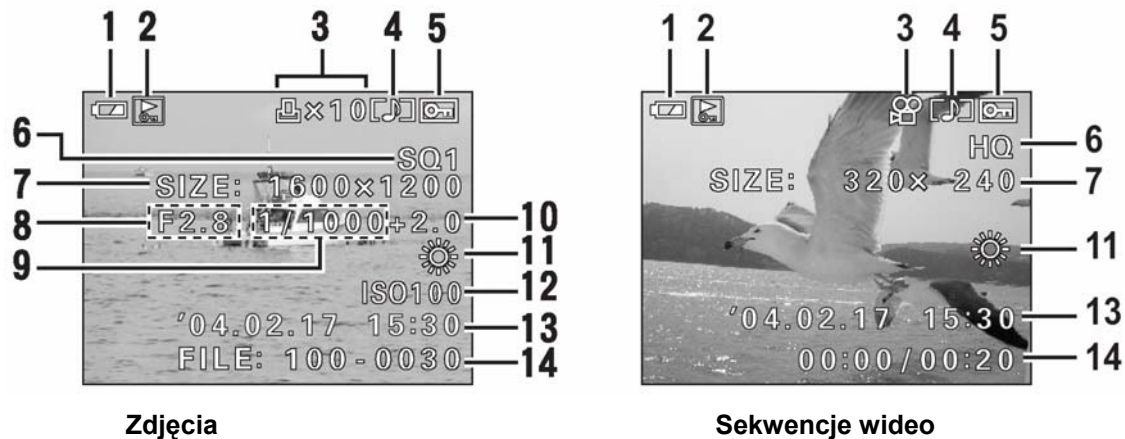 1 2 3 4 5
×10
6 SQ1
7 SIZE: 1600×1200
8 F2.8 1/1000 +2.0 10
9
11
ISO100 12
'04.02.17 15:30 13
FILE: 100-0030 14
Zdjęcia
1 2 3 4 5
HQ 6
SIZE: 320× 240 7
11
'04.02.17 15:30 13
00:00/00:20 14
Sekwencje wideo